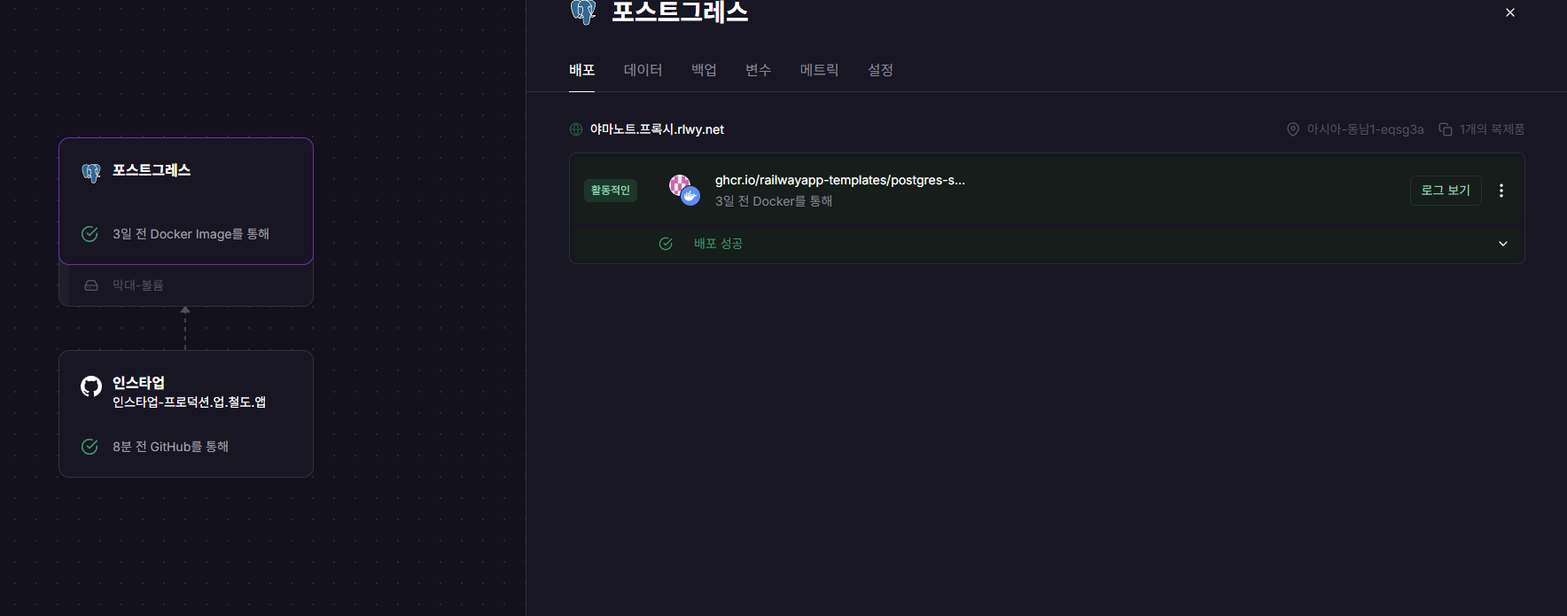 포스트그레스
배포 데이터 백업 변수 메트릭 설정
야마노트.프록시.rlwy.net
아시아-동남1-eqsg3a 1개의 복제품
활동적인
ghcr.io/railwayapp-templates/postgres-s...
3일 전 Docker를 통해
로그 보기
배포 성공
포스트그레스
3일 전 Docker Image를 통해
막대-볼륨
인스타업
인스타업-프로덕션.업.철도.앱
8분 전 GitHub를 통해